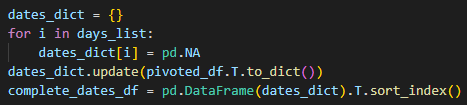 dates_dict = {}
for i in days_list:
    dates_dict[i] = pd.NA
dates_dict.update(pivoted_df.T.to_dict())
complete_dates_df = pd.DataFrame(dates_dict).T.sort_index()